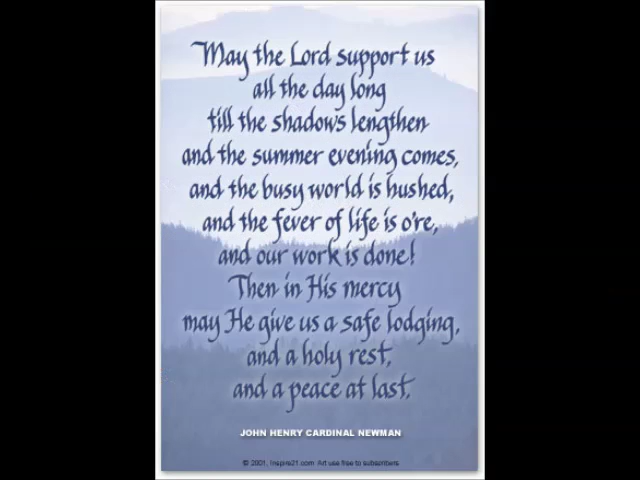 May the Lord support us
all the day long
till the shadows lengthen
and the summer evening comes,
and the busy world is hushed,
and the fever of life is o're,
and our work is done!
Then in His mercy
may He give us a safe lodging,
and a holy rest,
and a peace at last.
JOHN HENRY CARDINAL NEWMAN
© 2001, Inspire21.com Art use free to subscribers